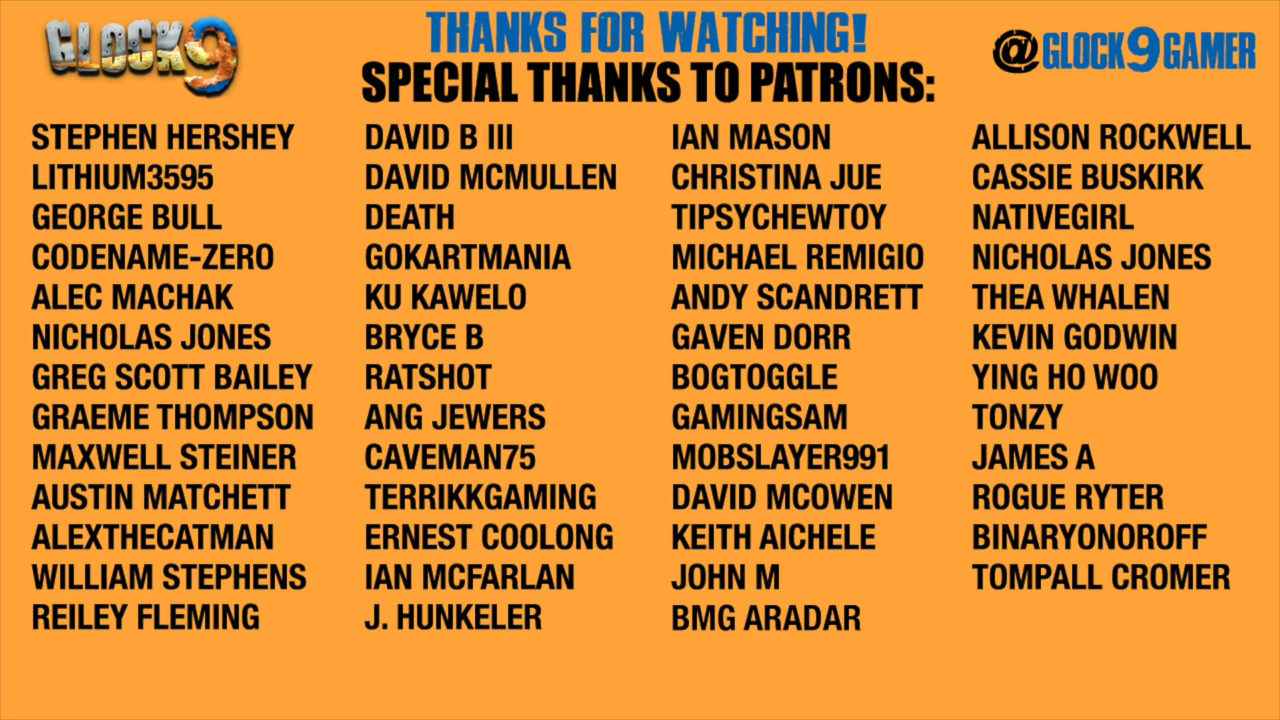 GLOCK9
THANKS FOR WATCHING!
@GLOCK9GAMER
SPECIAL THANKS TO PATRONS:
STEPHEN HERSHEY
LITHIUM3595
GEORGE BULL
CODENAME-ZERO
ALEC MACHAK
NICHOLAS JONES
GREG SCOTT BAILEY
GRAEME THOMPSON
MAXWELL STEINER
AUSTIN MATCHETT
ALEXTHECATMAN
WILLIAM STEPHENS
REILEY FLEMING
DAVID B III
DAVID MCMULLEN
DEATH
GOKARTMANIA
KU KAWELO
BRYCE B
RATSHOT
ANG JEWERS
CAVEMAN75
TERRIKKGAMING
ERNEST COOLONG
IAN MCFARLAN
J. HUNKELER
IAN MASON
CHRISTINA JUE
TIPSYCHEWTOY
MICHAEL REMIGIO
ANDY SCANDRETT
GAVEN DORR
BOGTOGGLE
GAMINGSAM
MOBSLAYER991
DAVID MCOWEN
KEITH AICHELE
JOHN M
BMG ARADAR
ALLISON ROCKWELL
CASSIE BUSKIRK
NATIVEGIRL
NICHOLAS JONES
THEA WHALEN
KEVIN GODWIN
YING HO WOO
TONZY
JAMES A
ROGUE RYTER
BINARYONOROFF
TOMPALL CROMER